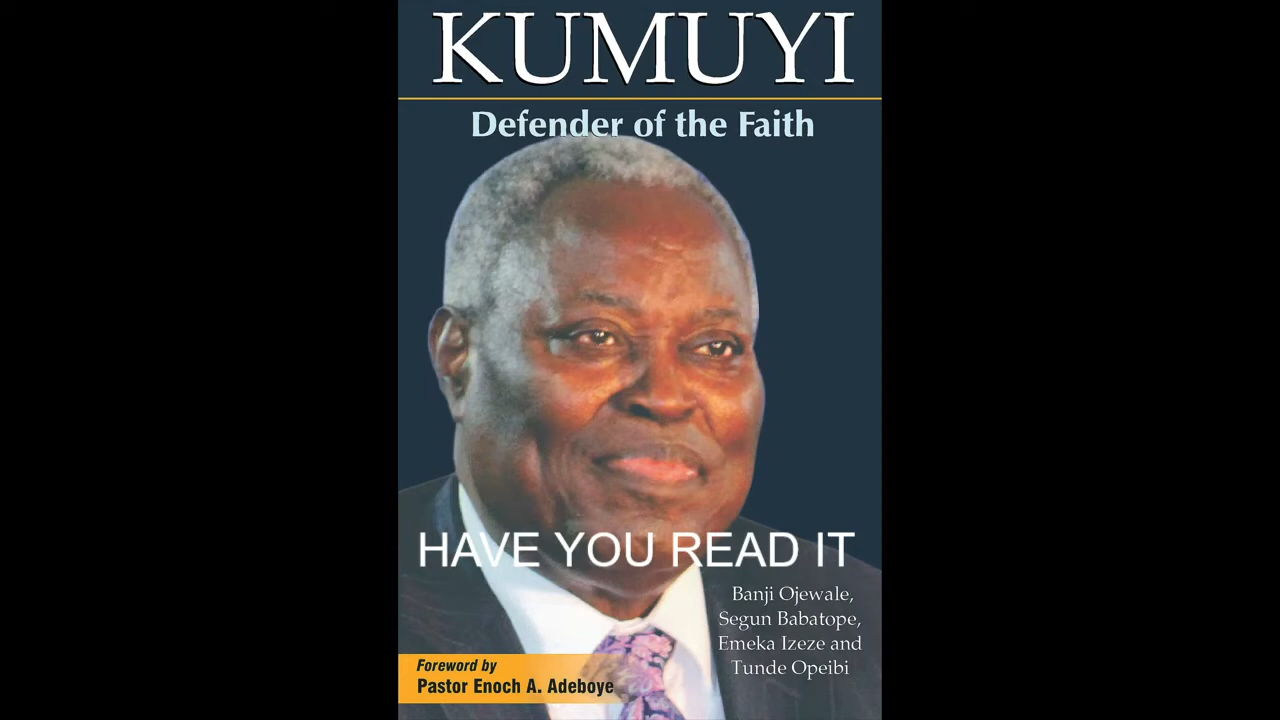 KUMUYI
Defender of the Faith
HAVE YOU READ IT
Banji Ojewale,
Segun Babatope,
Emeka Izeze and
Tunde Opeibi
Foreword by
Pastor Enoch A. Adeboye